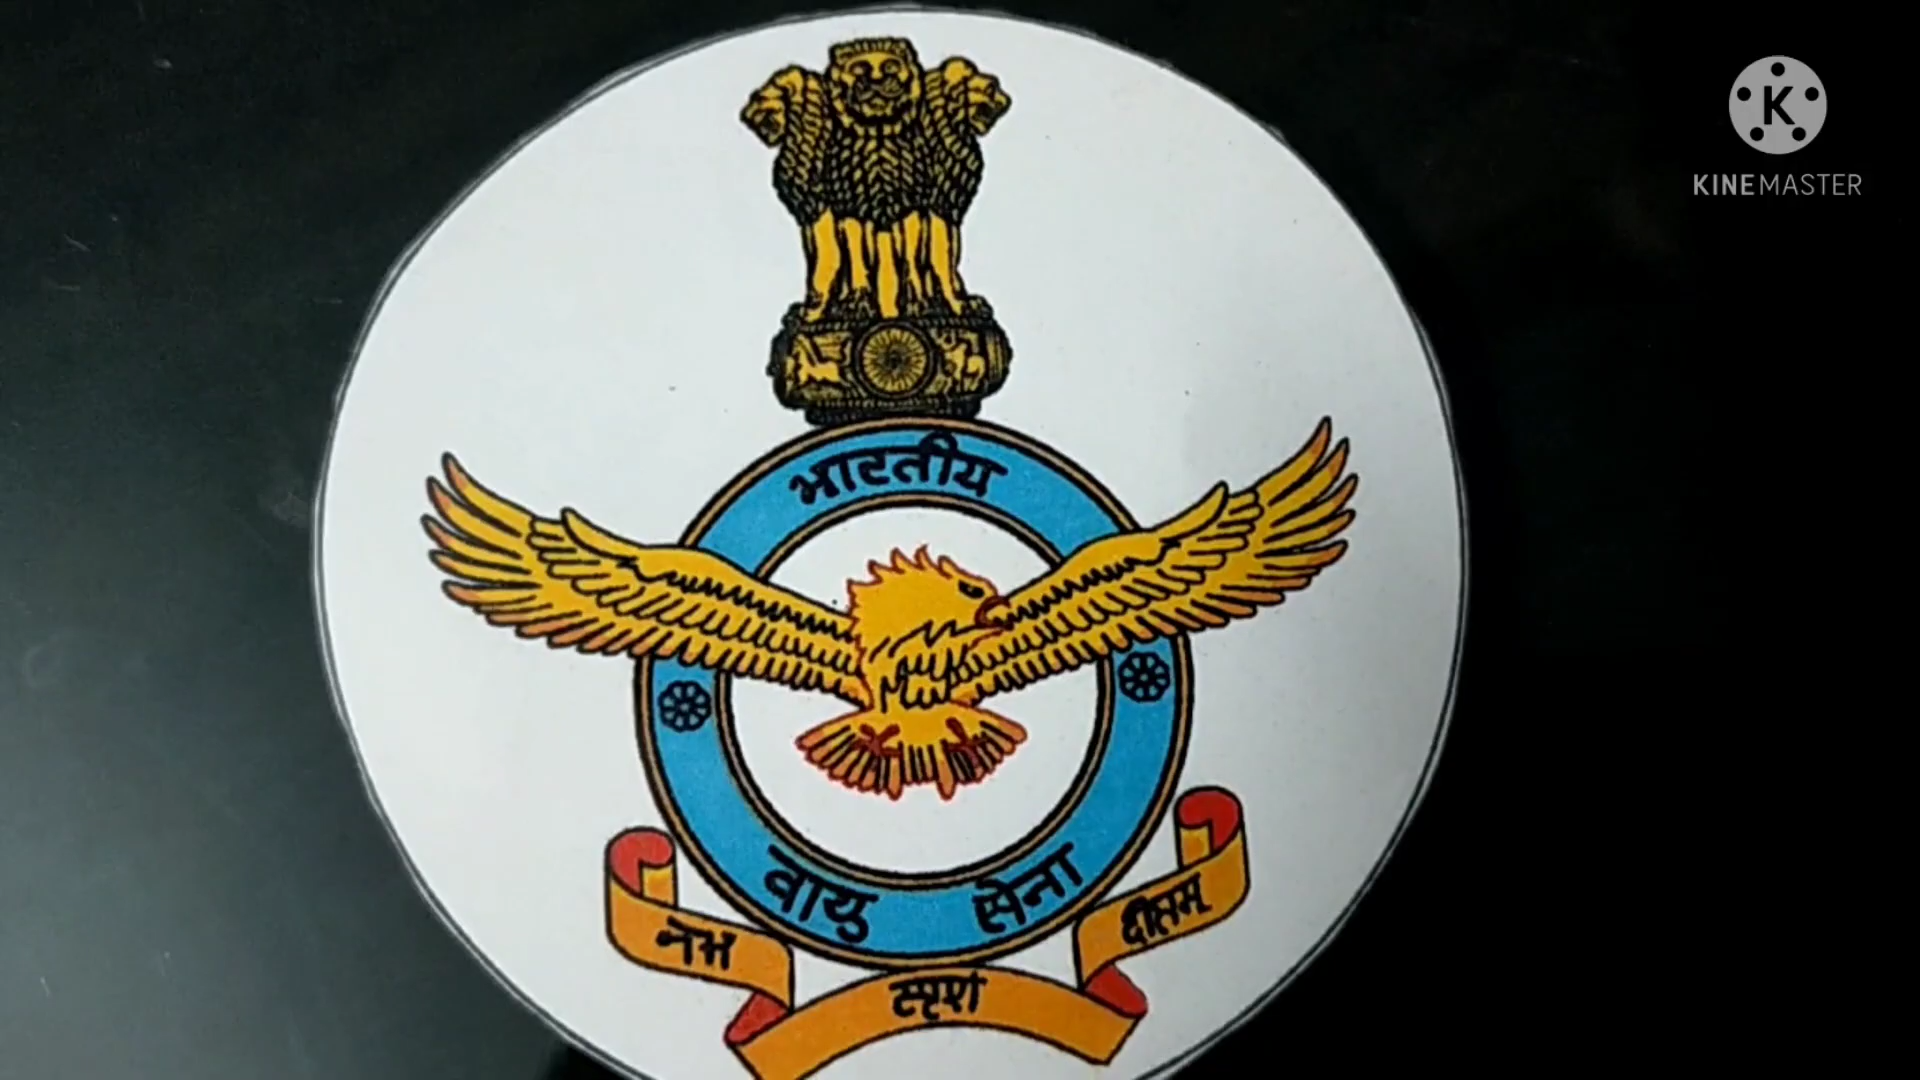 K
KINEMASTER
भारतीय
वायु सेना
नभ
स्पृशं
दीप्तम्